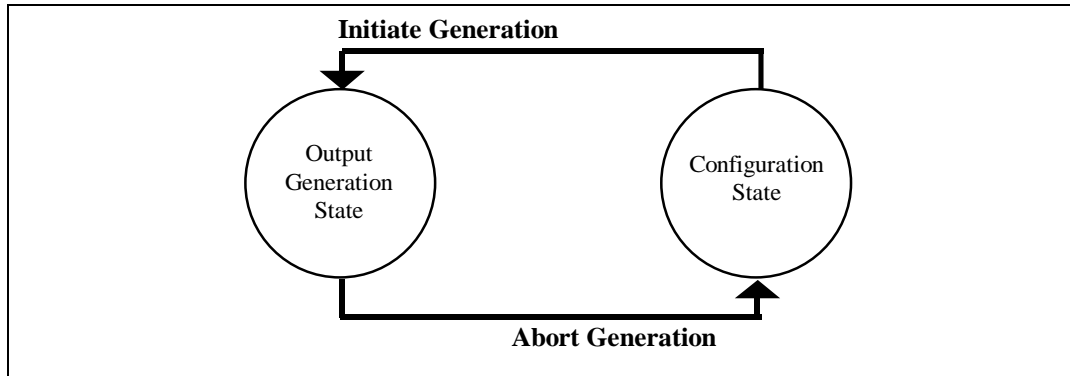 Initiate Generation
Output
Generation
State
Configuration
State
Abort Generation